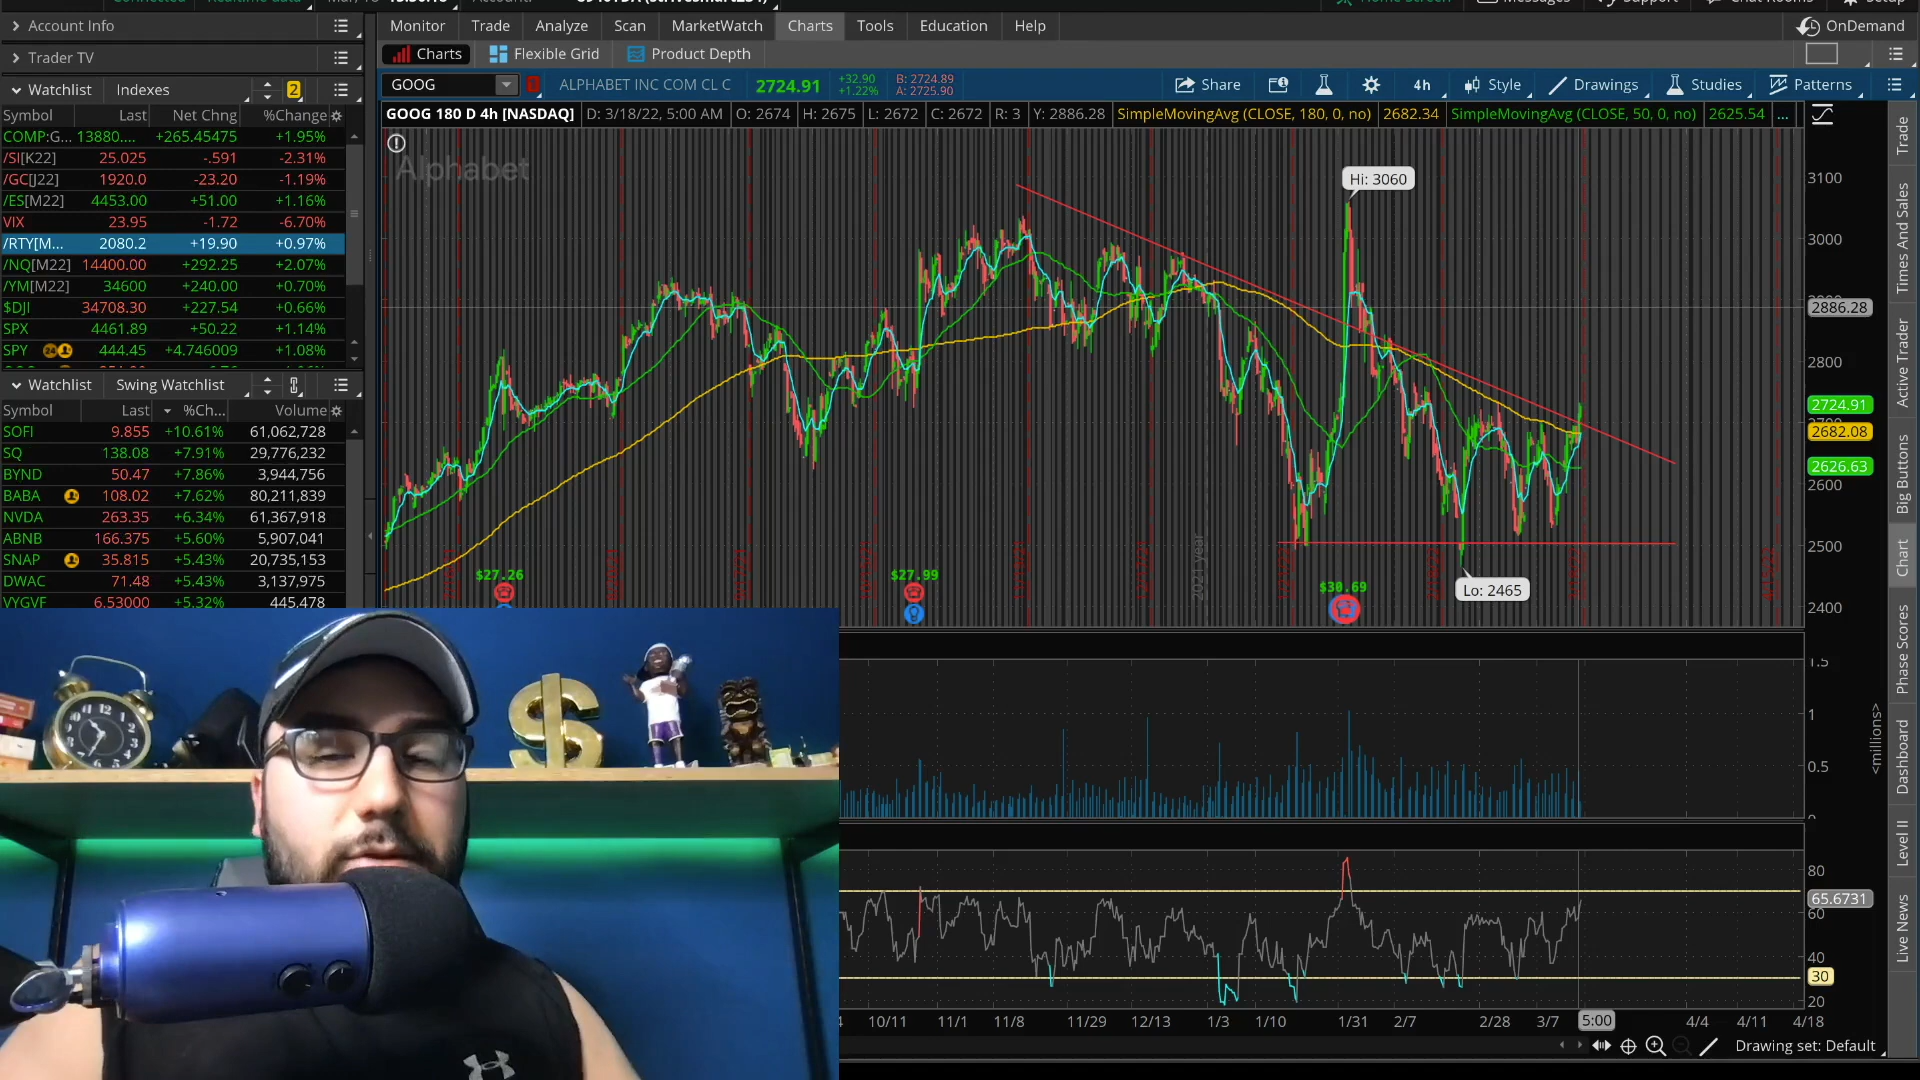 Account Info
Trader TV
Watchlist Indexes 2
Symbol Last Net Chng %Change
COMP:G... 13880.... +265.45475 +1.95%
/SI[K22] 25.025 -.591 -2.31%
/GC[J22] 1920.0 -23.20 -1.19%
/ES[M22] 4453.00 +51.00 +1.16%
VIX 23.95 -1.72 -6.70%
/RTY[M... 2080.2 +19.90 +0.97%
/NQ[M22] 14400.00 +292.25 +2.07%
/YM[M22] 34600 +240.00 +0.70%
$DJI 34708.30 +227.54 +0.66%
SPX 4461.89 +50.22 +1.14%
SPY 444.45 +4.746009 +1.08%
Watchlist Swing Watchlist
Symbol Last %Ch... Volume
SOFI 9.855 +10.61% 61,062,728
SQ 138.08 +7.91% 29,776,232
BYND 50.47 +7.86% 3,944,756
BABA 108.02 +7.62% 80,211,839
NVDA 263.35 +6.34% 61,367,918
ABNB 166.375 +5.60% 5,907,041
SNAP 35.815 +5.43% 20,735,153
DWAC 71.48 +5.43% 3,137,975
VYGVF 6.53000 +5.32% 445,478
Monitor Trade Analyze Scan MarketWatch Charts Tools Education Help OnDemand
Charts Flexible Grid Product Depth
GOOG ALPHABET INC COM CL C 2724.91 +32.90 +1.22% B: 2724.89 A: 2725.90 Share 4h Style Drawings Studies Patterns
GOOG 180 D 4h [NASDAQ] D: 3/18/22, 5:00 AM O: 2674 H: 2675 L: 2672 C: 2672 R: 3 Y: 2886.28 SimpleMovingAvg (CLOSE, 180, 0, no) 2682.34 SimpleMovingAvg (CLOSE, 50, 0, no) 2625.54 ...
Alphabet
Hi: 3060
3100
3000
2886.28
2800
2724.91
2682.08
2626.63
2600
2500
2400
2021 year
$27.26
$27.99
$30.69
Lo: 2465
1.5
1
0.5
<millions>
80
65.6731
60
40
30
20
10/11 11/1 11/8 11/29 12/13 1/3 1/10 1/31 2/7 2/28 3/7 5:00 4/4 4/11 4/18
Drawing set: Default
Trade
Times And Sales
Active Trader
Big Buttons
Chart
Phase Scores
Dashboard
Level II
Live News